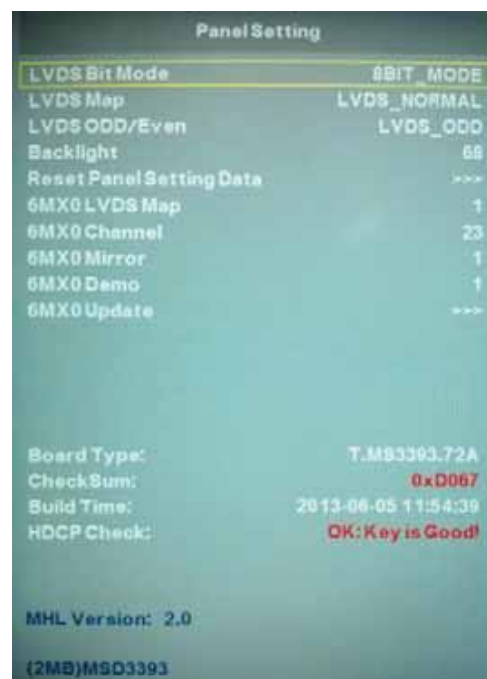 Panel Setting
LVDS Bit Mode 8BIT_MODE
LVDS Map LVDS_NORMAL
LVDS ODD/Even LVDS_ODD
Backlight 68
Reset Panel Setting Data >>>
6MX0 LVDS Map 1
6MX0 Channel 23
6MX0 Mirror 1
6MX0 Demo 1
6MX0 Update >>>
Board Type: T.MS3393.72A
CheckSum: 0xD067
Build Time: 2013-06-05 11:54:39
HDCP Check: OK:Key is Good!
MHL Version: 2.0
(2MB)MSD3393